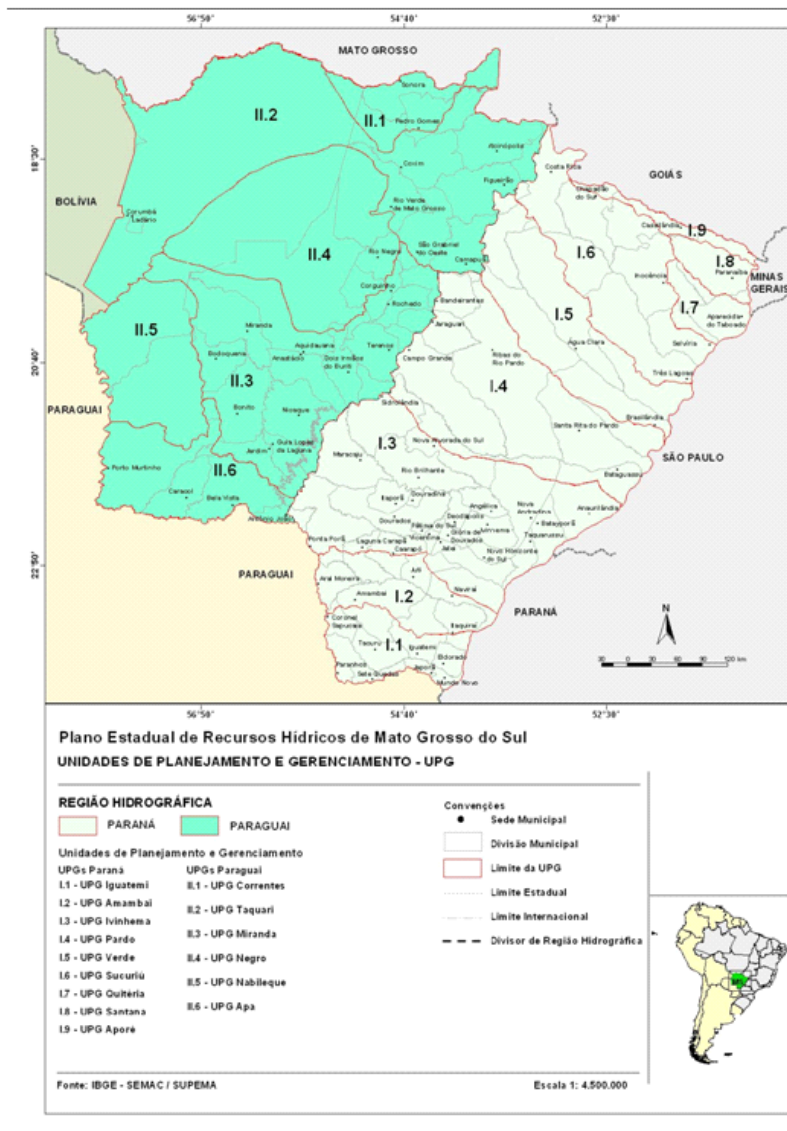 56°50'
54°40'
52°30'
MATO GROSSO
Sonora
II.2
II.1
Pedro Gomes
Alcinópolis
18°30'
Coxim
Costa Rica
GOIÁS
Figueirão
Chapadão
do Sul
BOLÍVIA
Rio Verde
de Mato Grosso
Corumbá
Ladário
Cassilândia
I.9
II.4
Rio Negro
São Grabriel
do Oeste
Camapuã
I.6
I.8
Paranaíba
MINAS
GERAIS
Inocência
Corguinho
Rochedo
Bandeirantes
I.7
II.5
Jaraguari
I.5
Aparecida
do Taboado
Miranda
Selvíria
Aquidauana
Terenos
Água Clara
20°40'
Bodoquena
Anastácio
Dois Irmãos
do Buriti
Campo Grande
Ribas do
Rio Pardo
II.3
I.4
Três Lagoas
Sidrolândia
PARAGUAI
Bonito
Nioaque
Brasilândia
Santa Rita do Pardo
I.3
Nova Alvorada do Sul
Guia Lopes
da Laguna
Jardim
Maracaju
SÃO PAULO
Porto Murtinho
II.6
Rio Brilhante
Bataguassu
Caracol
Bela Vista
Itaporã
Douradina
Angélica
Nova
Andradina
Anaurilândia
Antônio João
Dourados
Deodápolis
Fátima do Sul
Ivinhema
Batayporã
Vicentina
Glória de
Dourados
Taquarussu
Ponta Porã
Laguna Carapã
Caarapó
Jateí
Novo Horizonte
do Sul
22°50'
PARAGUAI
Aral Moreira
Amambai
I.2
Naviraí
PARANÁ
N
Coronel
Sapucaia
Itaquiraí
Tacuru
I.1
Iguatemi
Eldorado
Paranhos
Sete Quedas
Japorã
Mundo Novo
30 0 30 60 90 120 km
56°50'
54°40'
52°30'
Plano Estadual de Recursos Hídricos de Mato Grosso do Sul
UNIDADES DE PLANEJAMENTO E GERENCIAMENTO - UPG
REGIÃO HIDROGRÁFICA
PARANÁ
PARAGUAI
Unidades de Planejamento e Gerenciamento
UPGs Paraná
I.1 - UPG Iguatemi
I.2 - UPG Amambai
I.3 - UPG Ivinhema
I.4 - UPG Pardo
I.5 - UPG Verde
I.6 - UPG Sucuriú
I.7 - UPG Quitéria
I.8 - UPG Santana
I.9 - UPG Aporé
UPGs Paraguai
II.1 - UPG Correntes
II.2 - UPG Taquari
II.3 - UPG Miranda
II.4 - UPG Negro
II.5 - UPG Nabileque
II.6 - UPG Apa
Convenções
Sede Municipal
Divisão Municipal
Limite da UPG
Limite Estadual
Limite Internacional
Divisor de Região Hidrográfica
MS
Fonte: IBGE - SEMAC / SUPEMA
Escala 1: 4.500.000